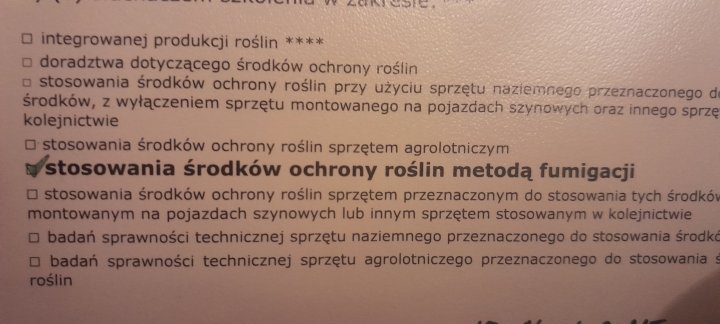 szkolenia w zakresie:***
□ integrowanej produkcji roślin ****
□ doradztwa dotyczącego środków ochrony roślin
□ stosowania środków ochrony roślin przy użyciu sprzętu naziemnego przeznaczonego
środków, z wyłączeniem sprzętu montowanego na pojazdach szynowych oraz innego
kolejnictwie
□ stosowania środków ochrony roślin sprzętem agrolotniczym
☑ stosowania środków ochrony roślin metodą fumigacji
□ stosowania środków ochrony roślin sprzętem przeznaczonym do stosowania tych środków
montowanym na pojazdach szynowych lub innym sprzętem stosowanym w kolejnictwie
□ badań sprawności technicznej sprzętu naziemnego przeznaczonego do stosowania
□ badań sprawności technicznej sprzętu agrolotniczego przeznaczonego do stosowania
roślin